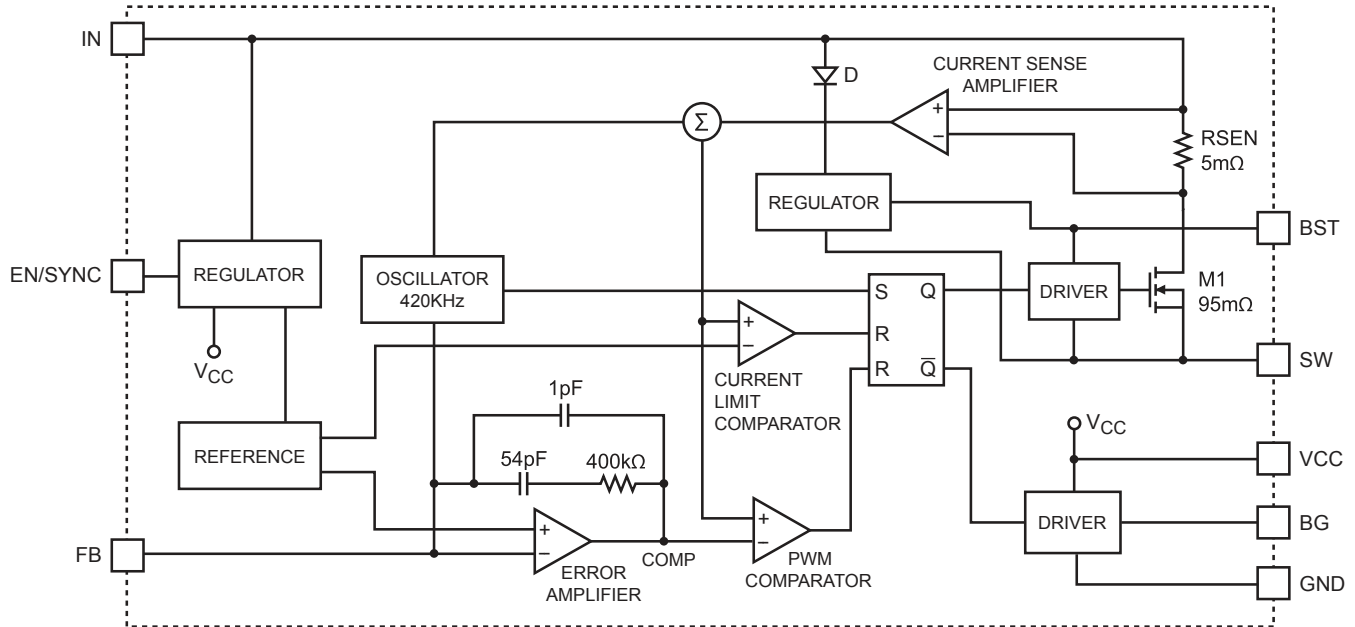 IN
D
CURRENT SENSE
AMPLIFIER
+
−
Σ
RSEN
5mΩ
REGULATOR
BST
EN/SYNC
REGULATOR
OSCILLATOR
420KHz
S
Q
DRIVER
M1
95mΩ
+
−
R
VCC
SW
R
Q̅
CURRENT
LIMIT
COMPARATOR
1pF
VCC
REFERENCE
54pF
400kΩ
VCC
DRIVER
BG
+
−
+
−
FB
COMP
PWM
COMPARATOR
ERROR
AMPLIFIER
GND